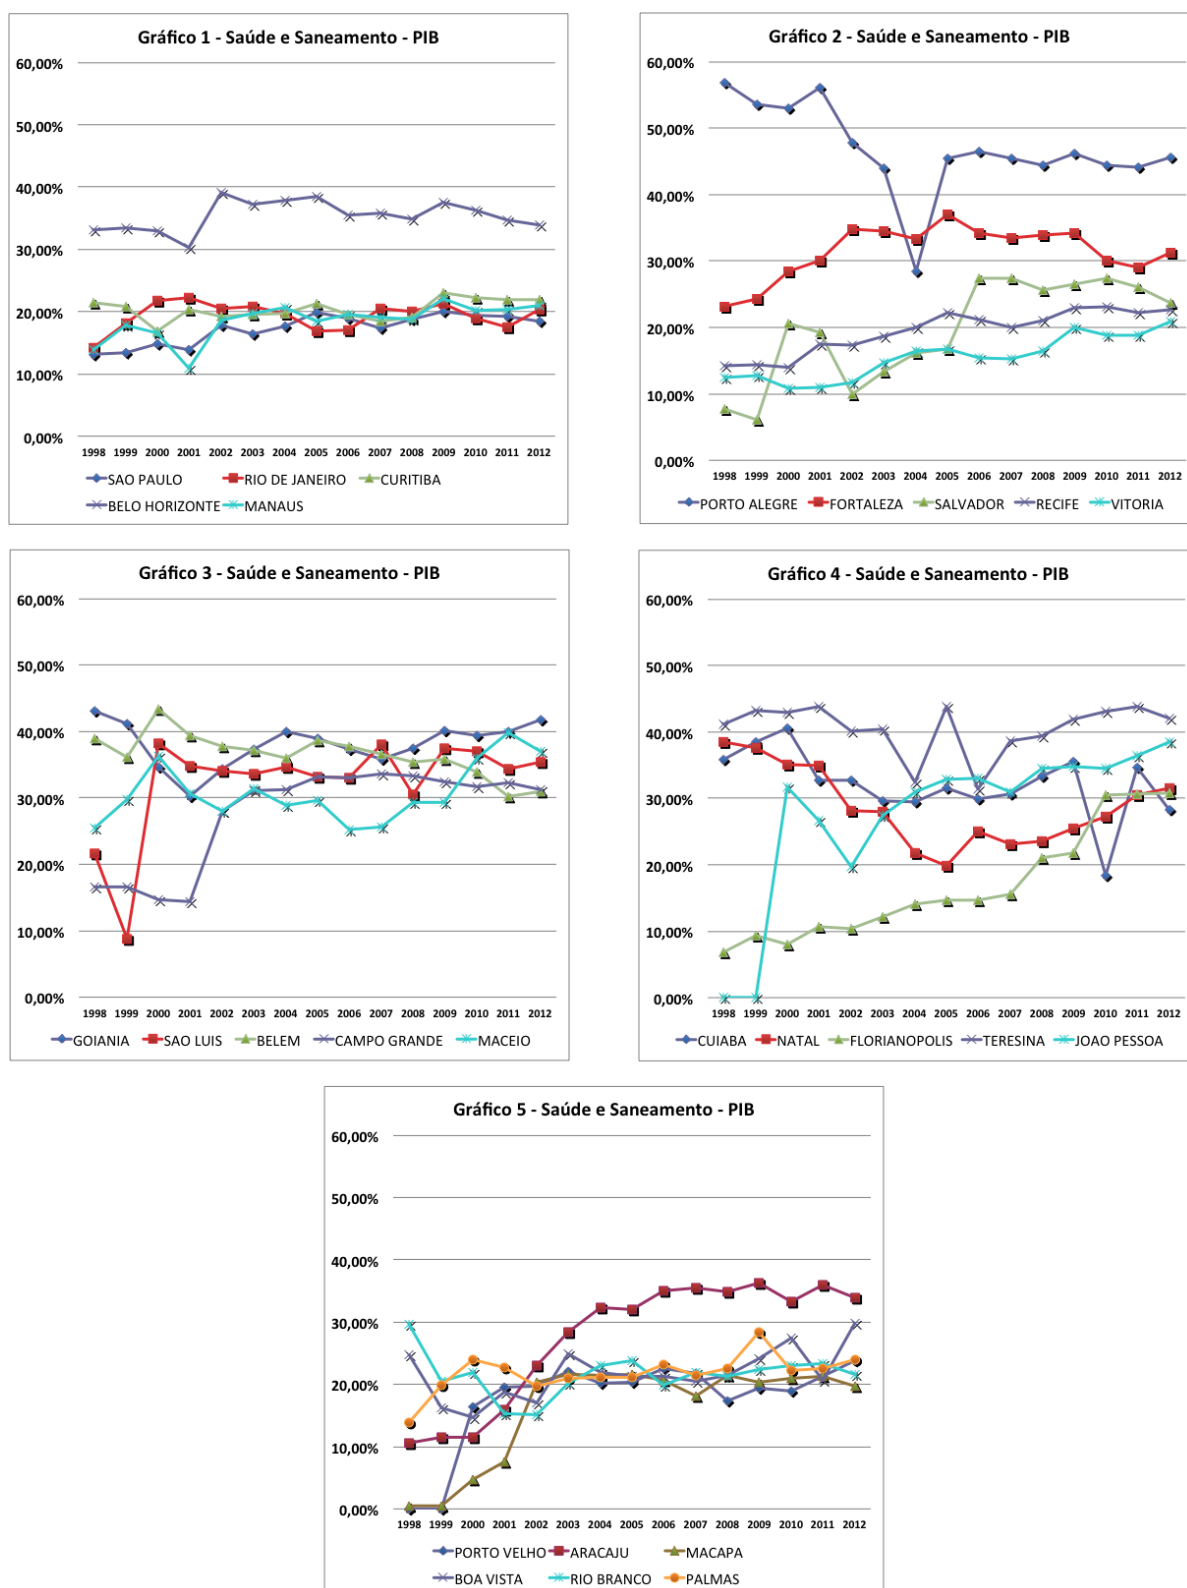 Gráfico 1 - Saúde e Saneamento - PIB
60,00%
50,00%
40,00%
30,00%
20,00%
10,00%
0,00%
1998 1999 2000 2001 2002 2003 2004 2005 2006 2007 2008 2009 2010 2011 2012
SAO PAULO RIO DE JANEIRO CURITIBA
BELO HORIZONTE MANAUS
Gráfico 2 - Saúde e Saneamento - PIB
60,00%
50,00%
40,00%
30,00%
20,00%
10,00%
0,00%
1998 1999 2000 2001 2002 2003 2004 2005 2006 2007 2008 2009 2010 2011 2012
PORTO ALEGRE FORTALEZA SALVADOR RECIFE VITORIA
Gráfico 3 - Saúde e Saneamento - PIB
60,00%
50,00%
40,00%
30,00%
20,00%
10,00%
0,00%
1998 1999 2000 2001 2002 2003 2004 2005 2006 2007 2008 2009 2010 2011 2012
GOIANIA SAO LUIS BELEM CAMPO GRANDE MACEIO
Gráfico 4 - Saúde e Saneamento - PIB
60,00%
50,00%
40,00%
30,00%
20,00%
10,00%
0,00%
1998 1999 2000 2001 2002 2003 2004 2005 2006 2007 2008 2009 2010 2011 2012
CUIABA NATAL FLORIANOPOLIS TERESINA JOAO PESSOA
Gráfico 5 - Saúde e Saneamento - PIB
60,00%
50,00%
40,00%
30,00%
20,00%
10,00%
0,00%
1998 1999 2000 2001 2002 2003 2004 2005 2006 2007 2008 2009 2010 2011 2012
PORTO VELHO ARACAJU MACAPA
BOA VISTA RIO BRANCO PALMAS